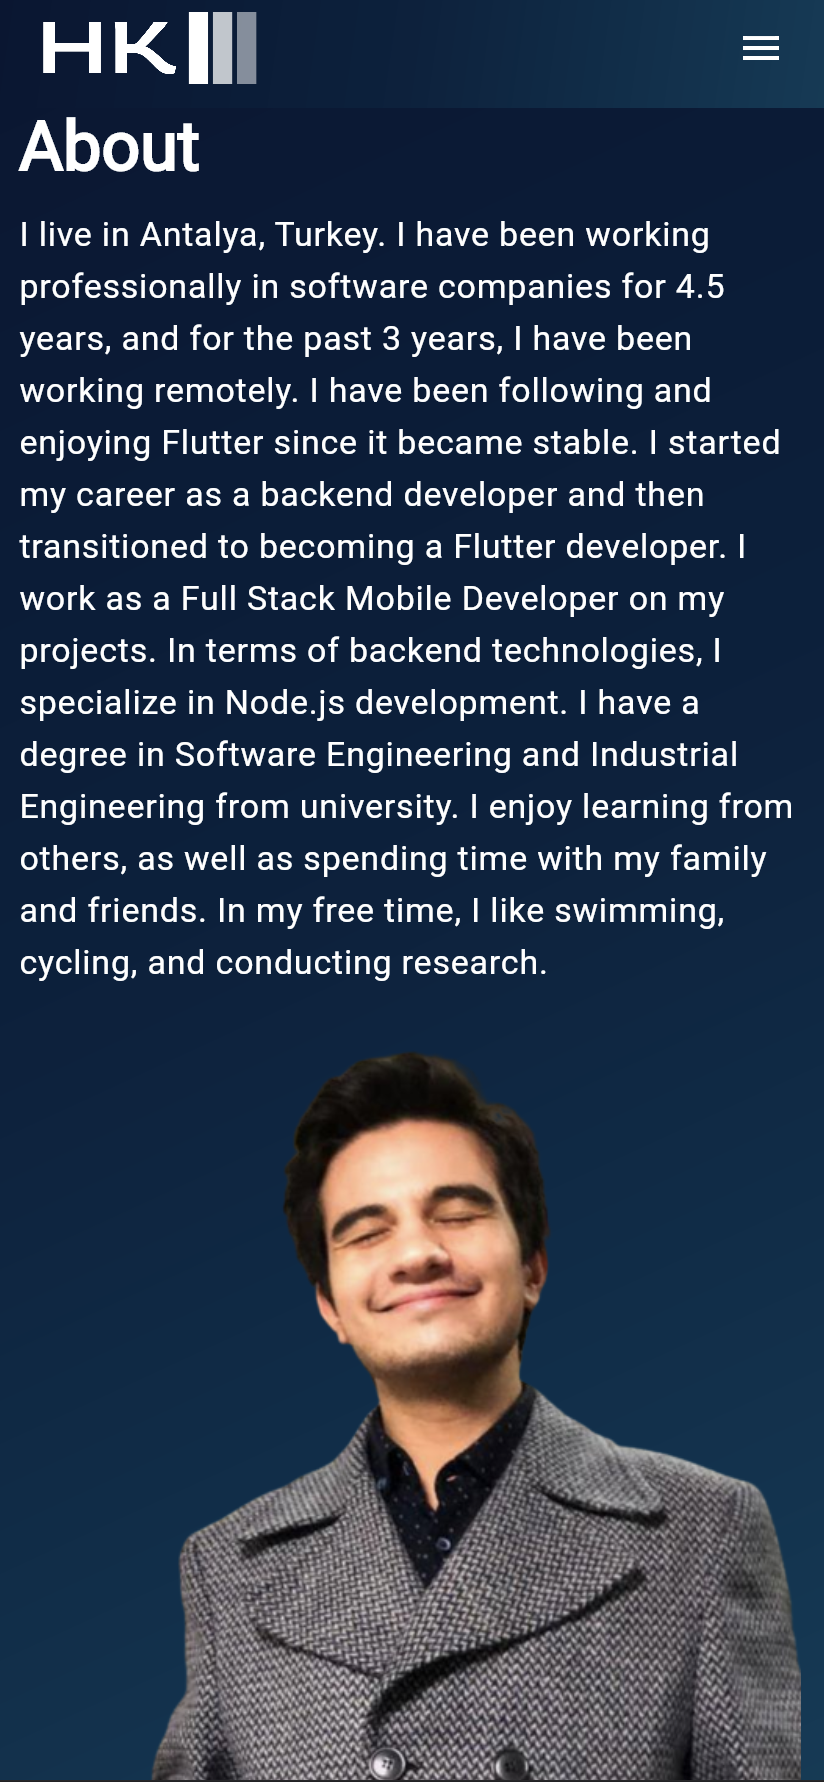 HK
About
I live in Antalya, Turkey. I have been working
professionally in software companies for 4.5
years, and for the past 3 years, I have been
working remotely. I have been following and
enjoying Flutter since it became stable. I started
my career as a backend developer and then
transitioned to becoming a Flutter developer. I
work as a Full Stack Mobile Developer on my
projects. In terms of backend technologies, I
specialize in Node.js development. I have a
degree in Software Engineering and Industrial
Engineering from university. I enjoy learning from
others, as well as spending time with my family
and friends. In my free time, I like swimming,
cycling, and conducting research.